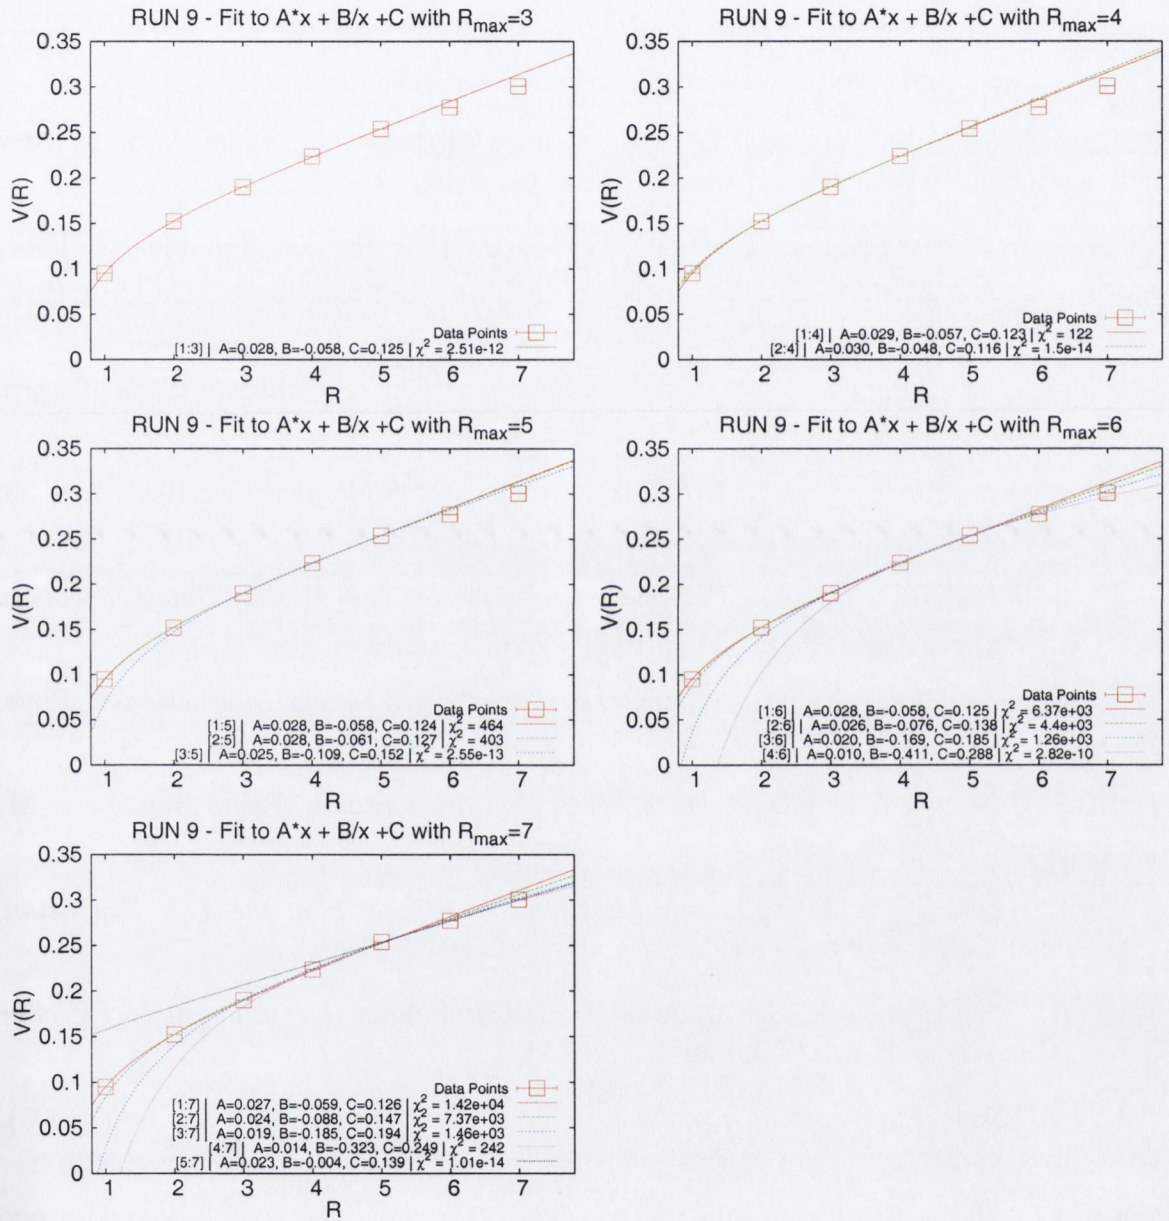 RUN 9 - Fit to A*x + B/x +C with Rmax=3
0.35
0.3
0.25
0.2
0.15
0.1
0.05
0
V(R)
Data Points
[1:3] | A=0.028, B=-0.058, C=0.125 | χ² = 2.51e-12
1 2 3 4 5 6 7
R
RUN 9 - Fit to A*x + B/x +C with Rmax=4
0.35
0.3
0.25
0.2
0.15
0.1
0.05
0
V(R)
Data Points
[1:4] | A=0.029, B=-0.057, C=0.123 | χ² = 122
[2:4] | A=0.030, B=-0.048, C=0.116 | χ² = 1.5e-14
1 2 3 4 5 6 7
R
RUN 9 - Fit to A*x + B/x +C with Rmax=5
0.35
0.3
0.25
0.2
0.15
0.1
0.05
0
V(R)
Data Points
[1:5] | A=0.028, B=-0.058, C=0.124 | χ² = 464
[2:5] | A=0.028, B=-0.061, C=0.127 | χ² = 403
[3:5] | A=0.025, B=-0.109, C=0.152 | χ² = 2.55e-13
1 2 3 4 5 6 7
R
RUN 9 - Fit to A*x + B/x +C with Rmax=6
0.35
0.3
0.25
0.2
0.15
0.1
0.05
0
V(R)
Data Points
[1:6] | A=0.028, B=-0.058, C=0.125 | χ² = 6.37e+03
[2:6] | A=0.026, B=-0.076, C=0.138 | χ² = 4.4e+03
[3:6] | A=0.020, B=-0.169, C=0.185 | χ² = 1.26e+03
[4:6] | A=0.010, B=-0.411, C=0.288 | χ² = 2.82e-10
1 2 3 4 5 6 7
R
RUN 9 - Fit to A*x + B/x +C with Rmax=7
0.35
0.3
0.25
0.2
0.15
0.1
0.05
0
V(R)
Data Points
[1:7] | A=0.027, B=-0.059, C=0.126 | χ² = 1.42e+04
[2:7] | A=0.024, B=-0.088, C=0.147 | χ² = 7.37e+03
[3:7] | A=0.019, B=-0.185, C=0.194 | χ² = 1.46e+03
[4:7] | A=0.014, B=-0.323, C=0.249 | χ² = 242
[5:7] | A=0.023, B=-0.004, C=0.139 | χ² = 1.01e-14
1 2 3 4 5 6 7
R